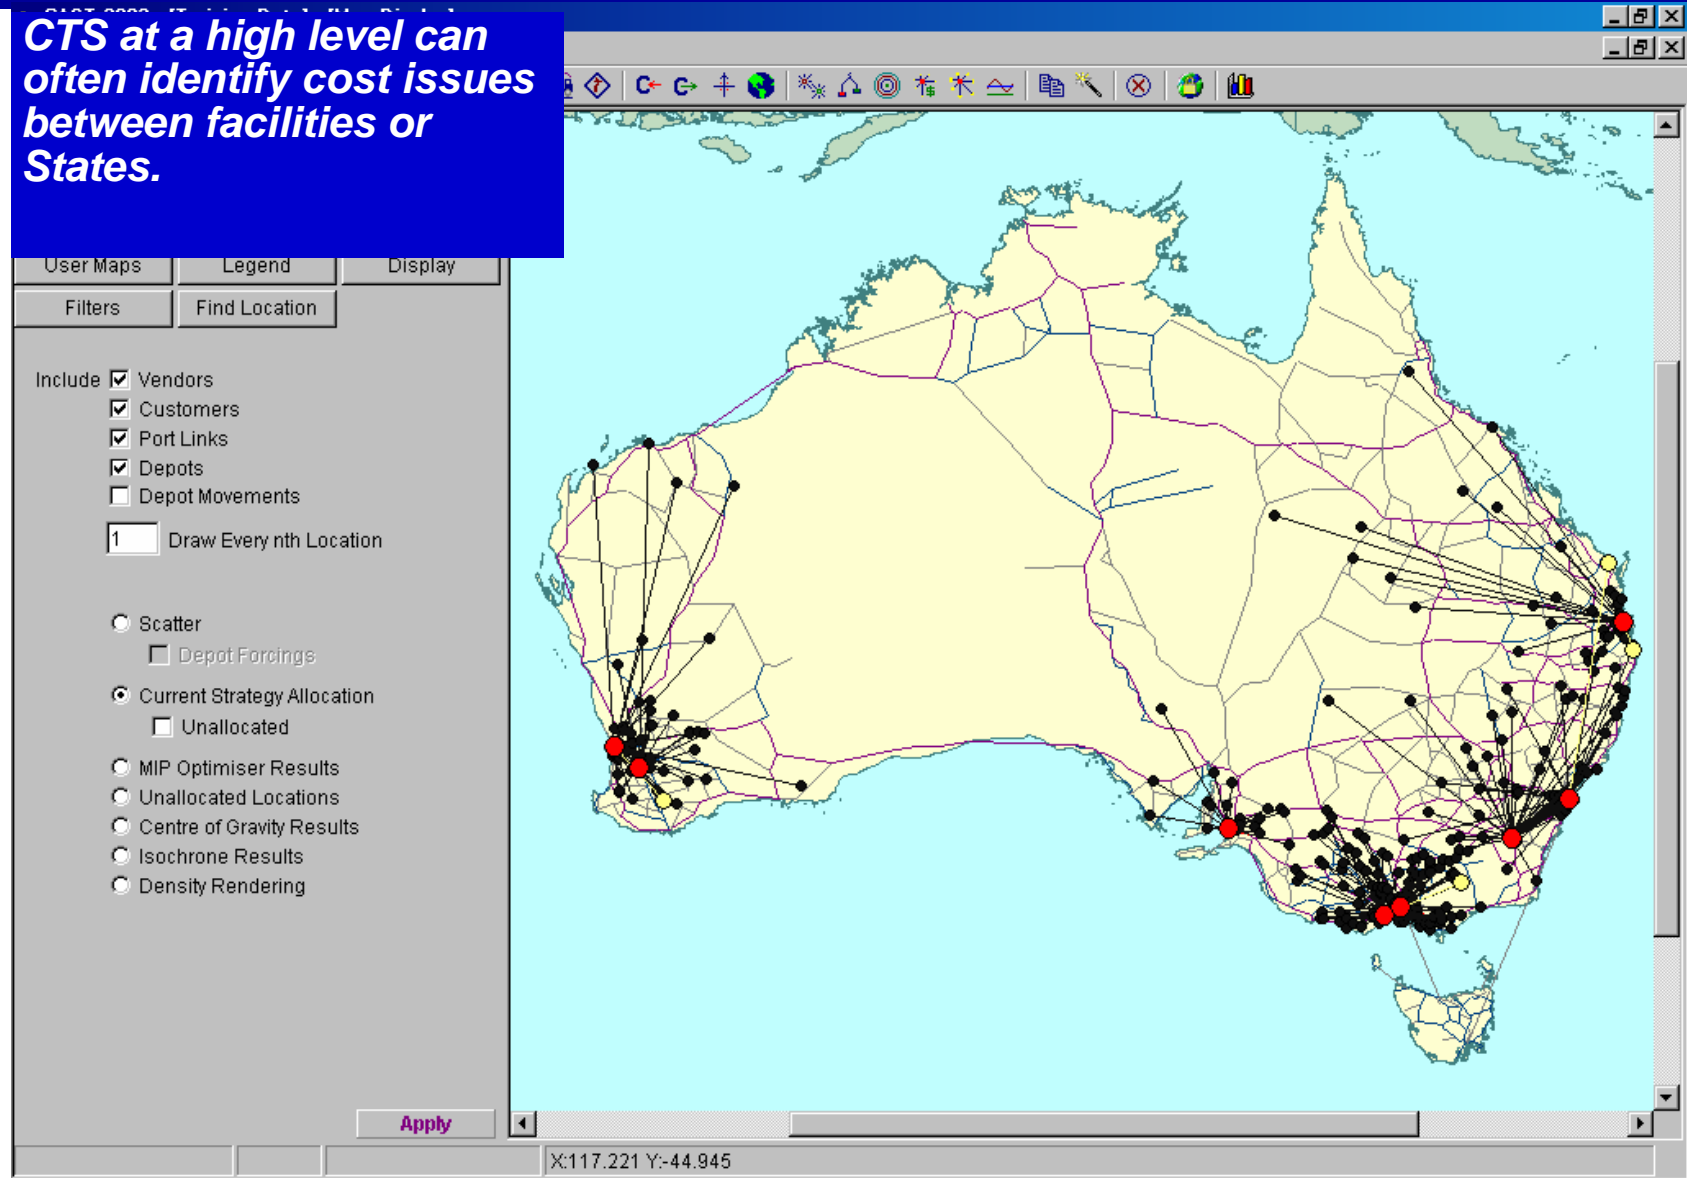 CTS at a high level can
often identify cost issues
between facilities or
States.
User Maps Legend Display
Filters Find Location
Include Vendors
Customers
Port Links
Depots
Depot Movements
1 Draw Every nth Location
Scatter
Depot Forcings
Current Strategy Allocation
Unallocated
MIP Optimiser Results
Unallocated Locations
Centre of Gravity Results
Isochrone Results
Density Rendering
Apply
X:117.221 Y:-44.945